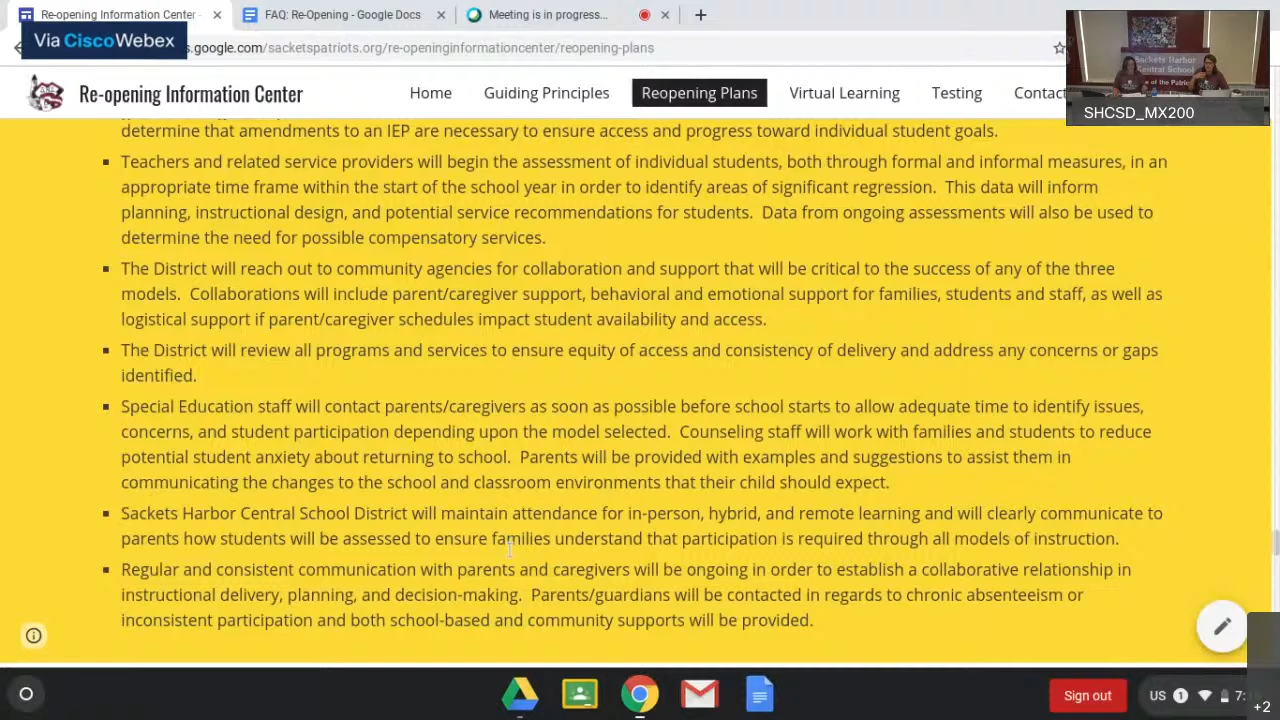 Re-opening Information Center -
FAQ: Re-Opening - Google Docs
Meeting is in progress...
Via Cisco Webex
s.google.com/sacketspatriots.org/re-openinginformationcenter/reopening-plans
Sackets Harbor
Central School
e of the Patri
SHCSD_MX200
Re-opening Information Center
Home
Guiding Principles
Reopening Plans
Virtual Learning
Testing
Contact
determine that amendments to an IEP are necessary to ensure access and progress toward individual student goals.
Teachers and related service providers will begin the assessment of individual students, both through formal and informal measures, in an
appropriate time frame within the start of the school year in order to identify areas of significant regression. This data will inform
planning, instructional design, and potential service recommendations for students. Data from ongoing assessments will also be used to
determine the need for possible compensatory services.
The District will reach out to community agencies for collaboration and support that will be critical to the success of any of the three
models. Collaborations will include parent/caregiver support, behavioral and emotional support for families, students and staff, as well as
logistical support if parent/caregiver schedules impact student availability and access.
The District will review all programs and services to ensure equity of access and consistency of delivery and address any concerns or gaps
identified.
Special Education staff will contact parents/caregivers as soon as possible before school starts to allow adequate time to identify issues,
concerns, and student participation depending upon the model selected. Counseling staff will work with families and students to reduce
potential student anxiety about returning to school. Parents will be provided with examples and suggestions to assist them in
communicating the changes to the school and classroom environments that their child should expect.
Sackets Harbor Central School District will maintain attendance for in-person, hybrid, and remote learning and will clearly communicate to
parents how students will be assessed to ensure families understand that participation is required through all models of instruction.
Regular and consistent communication with parents and caregivers will be ongoing in order to establish a collaborative relationship in
instructional delivery, planning, and decision-making. Parents/guardians will be contacted in regards to chronic absenteeism or
inconsistent participation and both school-based and community supports will be provided.
Sign out
US
1
7:
+2